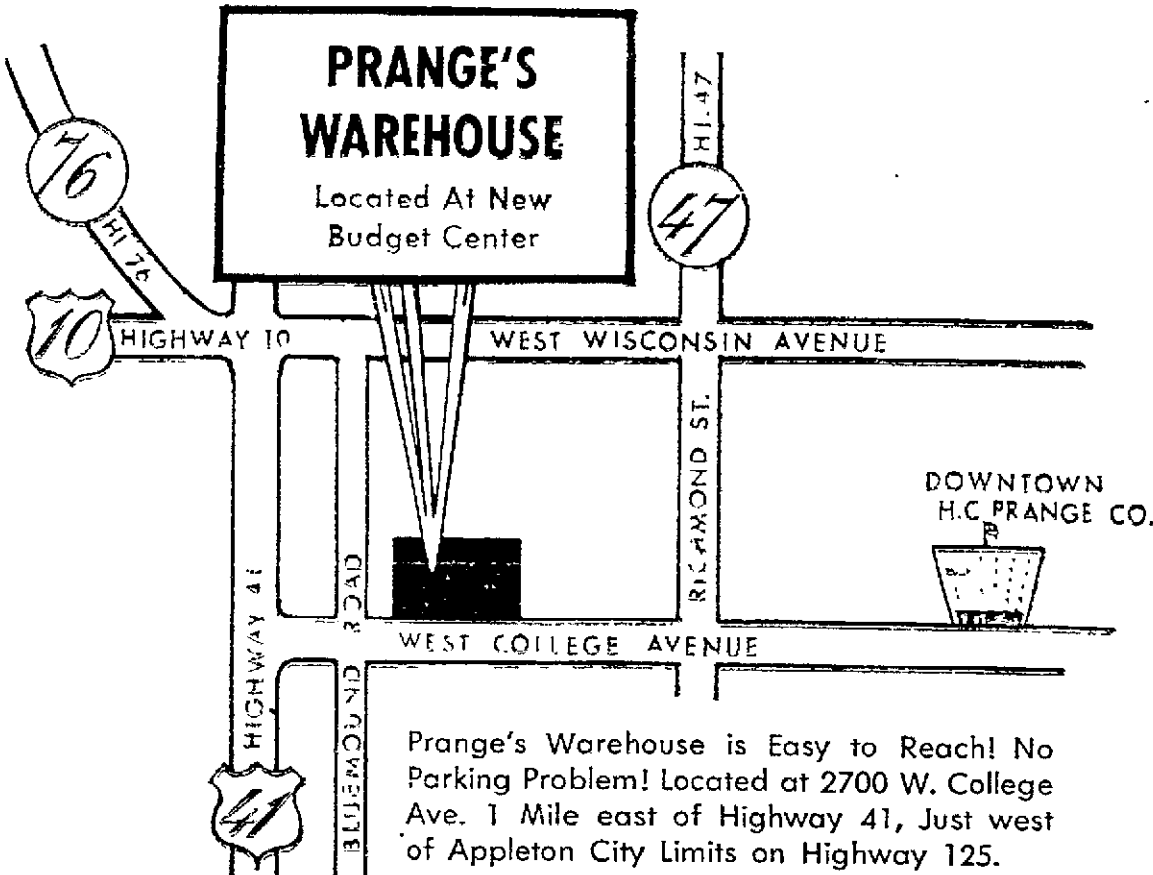 PRANGE'S
WAREHOUSE
Located At New
Budget Center
76
HI 76
HI. 47
47
10
HIGHWAY 10
WEST WISCONSIN AVENUE
RICHMOND ST.
DOWNTOWN
H.C. PRANGE CO.
HIGHWAY 41
41
BLUEMOUND ROAD
WEST COLLEGE AVENUE
Prange's Warehouse is Easy to Reach! No
Parking Problem! Located at 2700 W. College
Ave. 1 Mile east of Highway 41, Just west
of Appleton City Limits on Highway 125.